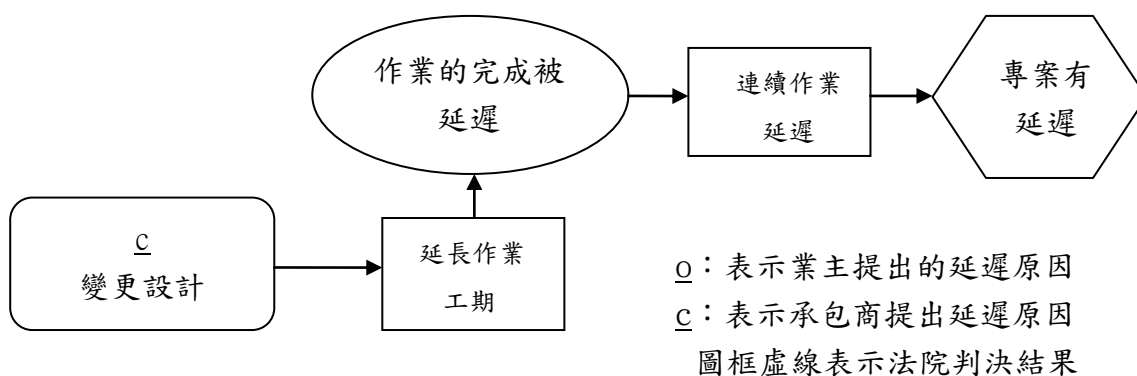 作業的完成被
延遲
連續作業
延遲
專案有
延遲
c
變更設計
延長作業
工期
o：表示業主提出的延遲原因
c：表示承包商提出延遲原因
圖框虛線表示法院判決結果